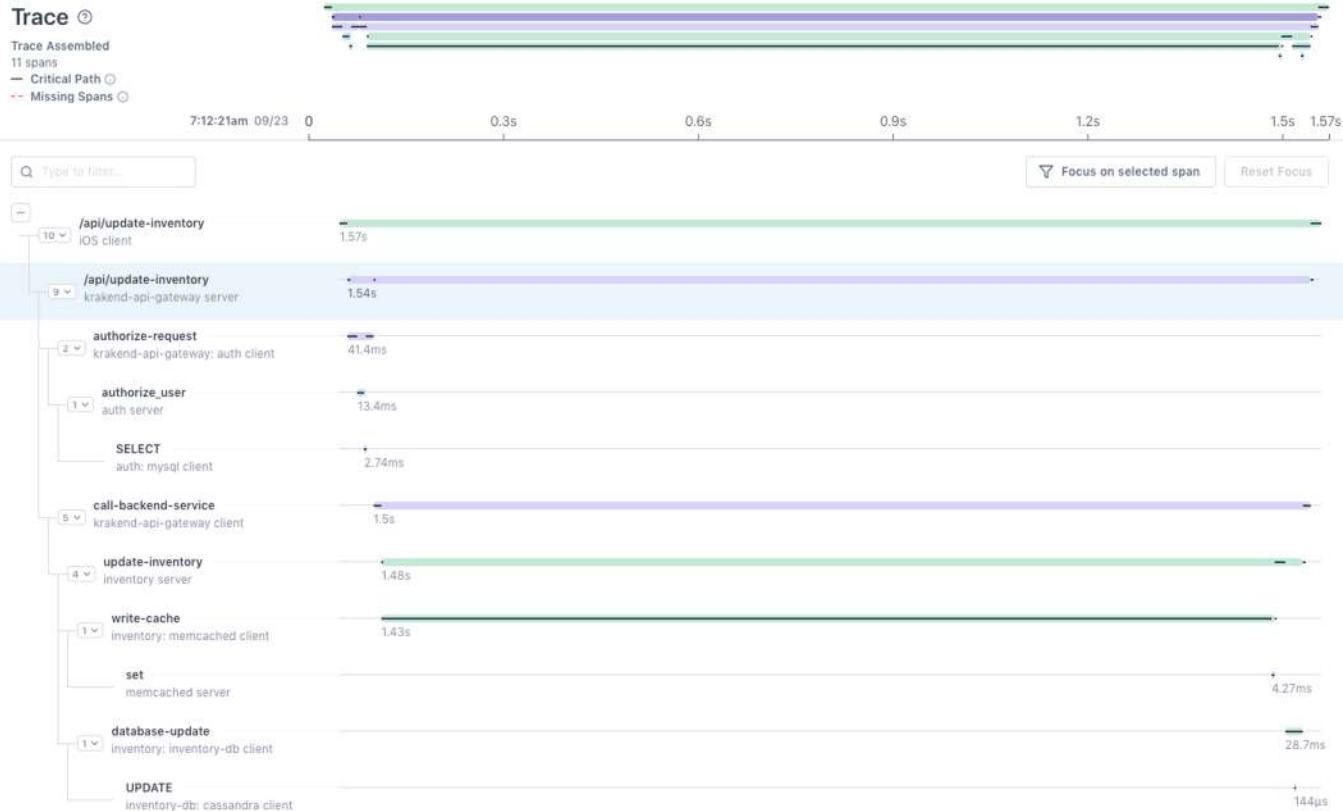 Trace
Trace Assembled
11 spans
Critical Path
Missing Spans
7:12:21am 09/23 0 0.3s 0.6s 0.9s 1.2s 1.5s 1.57s
Type to filter...
Focus on selected span
Reset Focus
10 /api/update-inventory
iOS client
1.57s
9 /api/update-inventory
krakend-api-gateway server
1.54s
2 authorize-request
krakend-api-gateway: auth client
41.4ms
1 authorize_user
auth server
13.4ms
SELECT
auth: mysql client
2.74ms
5 call-backend-service
krakend-api-gateway client
1.5s
4 update-inventory
inventory server
1.48s
1 write-cache
inventory: memcached client
1.43s
set
memcached server
4.27ms
1 database-update
inventory: inventory-db client
28.7ms
UPDATE
inventory-db: cassandra client
144µs